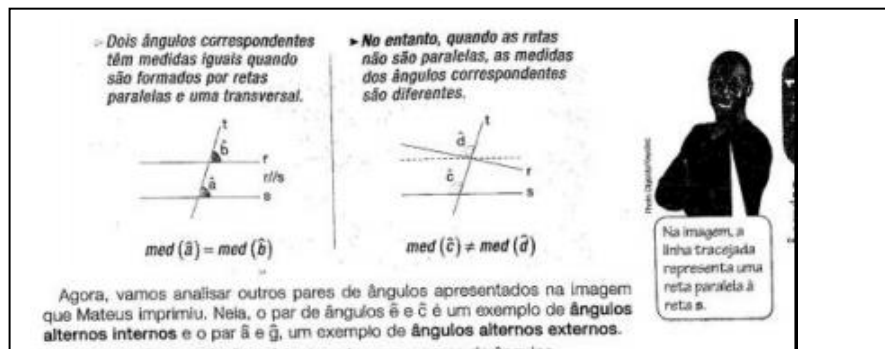 Dois ângulos correspondentes
têm medidas iguais quando
são formados por retas
paralelas e uma transversal.
t
b̂
r
r//s
â
s
med (â) = med (b̂)
No entanto, quando as retas
não são paralelas, as medidas
dos ângulos correspondentes
são diferentes.
t
d̂
r
ĉ
s
med (ĉ) ≠ med (d̂)
Na imagem, a
linha tracejada
representa uma
reta paralela à
reta s.
Agora, vamos analisar outros pares de ângulos apresentados na imagem
que Mateus imprimiu. Nela, o par de ângulos ê e ĉ é um exemplo de ângulos
alternos internos e o par â e ĝ, um exemplo de ângulos alternos externos.